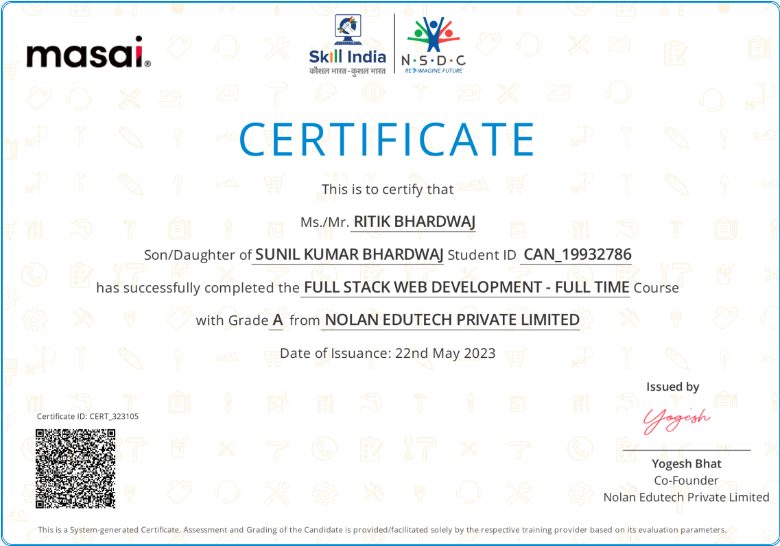 masai.
Skill India
कौशल भारत-कुशल भारत
N·S·D·C
RE IMAGINE FUTURE
CERTIFICATE
This is to certify that
Ms./Mr. RITIK BHARDWAJ
Son/Daughter of SUNIL KUMAR BHARDWAJ Student ID CAN_19932786
has successfully completed the FULL STACK WEB DEVELOPMENT - FULL TIME Course
with Grade A from NOLAN EDUTECH PRIVATE LIMITED
Date of Issuance: 22nd May 2023
Issued by
Yogesh
Certificate ID: CERT_323105
Yogesh Bhat
Co-Founder
Nolan Edutech Private Limited
This is a System-generated Certificate. Assessment and Grading of the Candidate is provided/facilitated solely by the respective training provider based on its evaluation parameters.